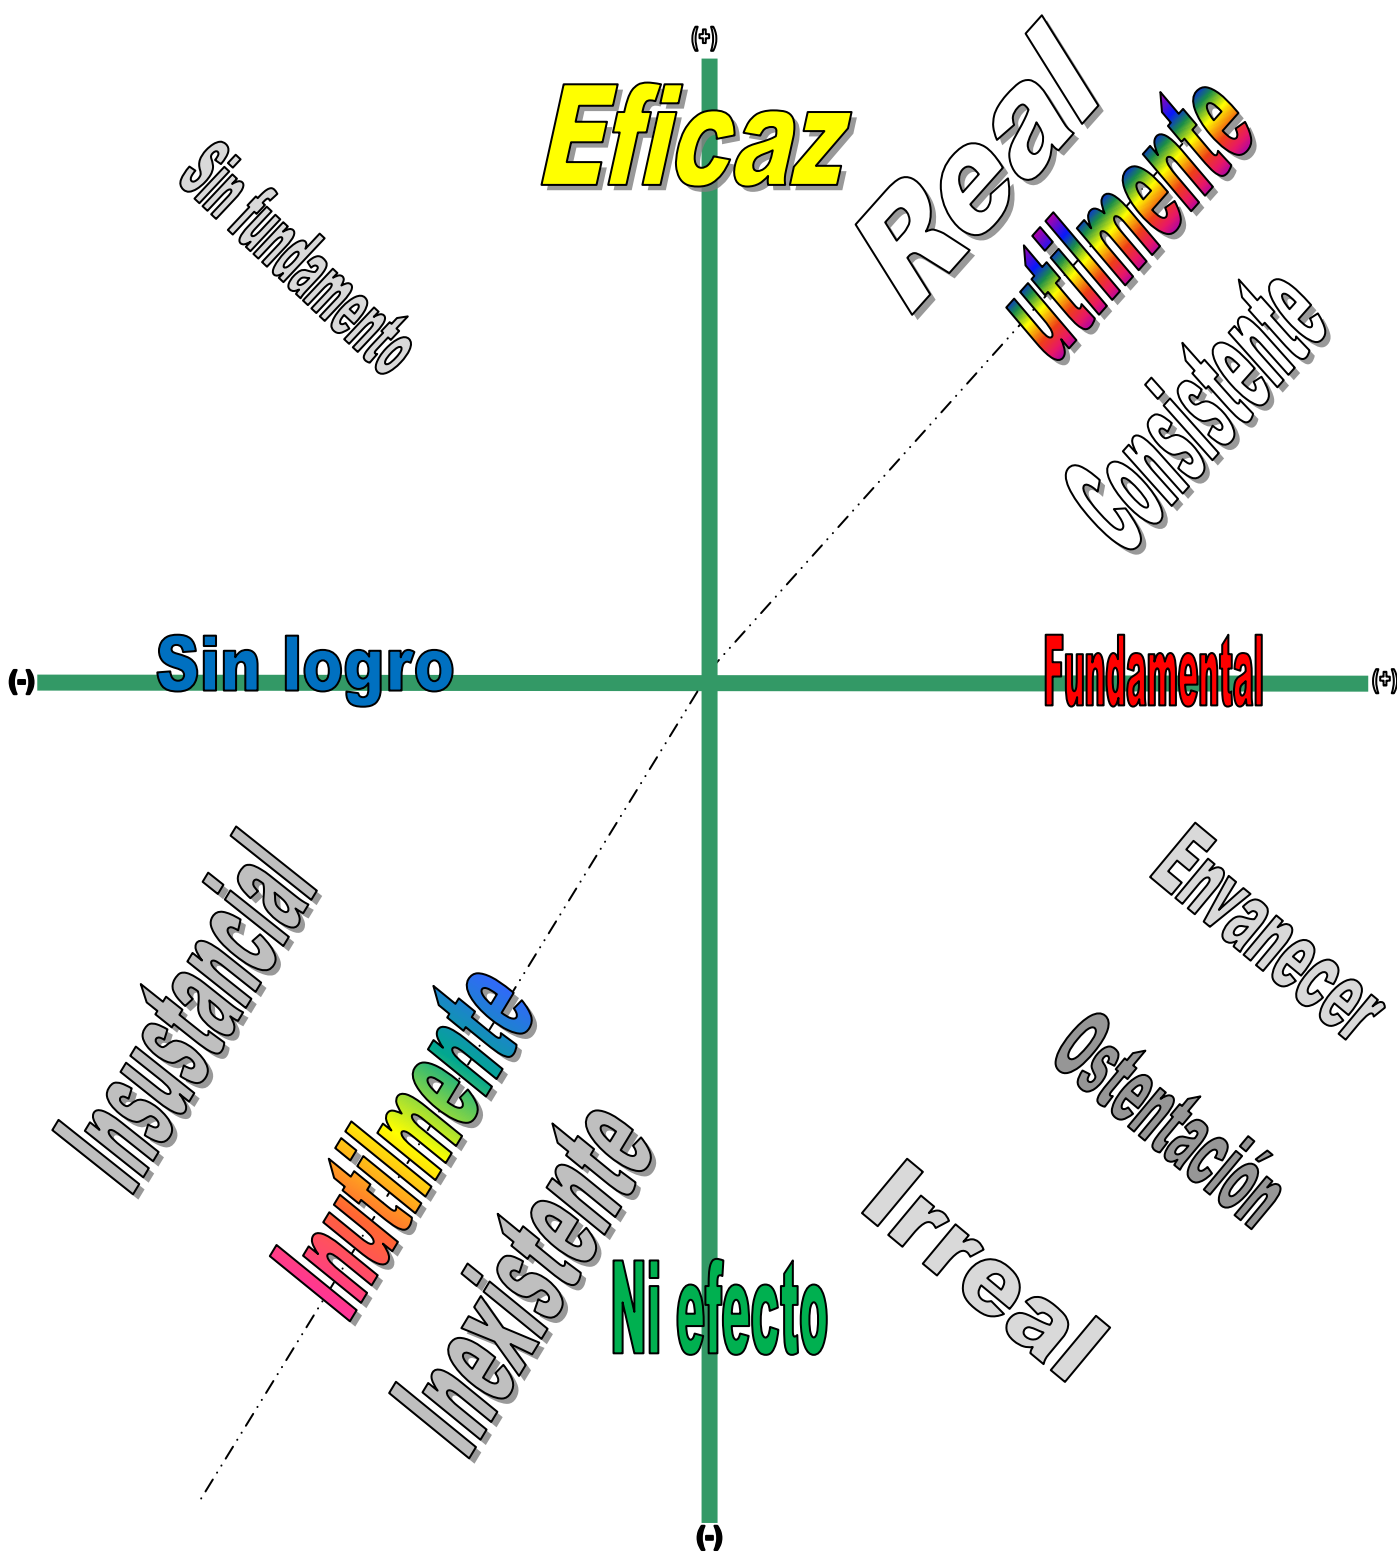 (+)
Eficaz
Real
utilmente
Sin fundamento
Consistente
Sin logro
Fundamental
(-)
(+)
Insustancial
Envanecer
Inutilmente
Ostentación
Inexistente
Irreal
Ni efecto
(-)